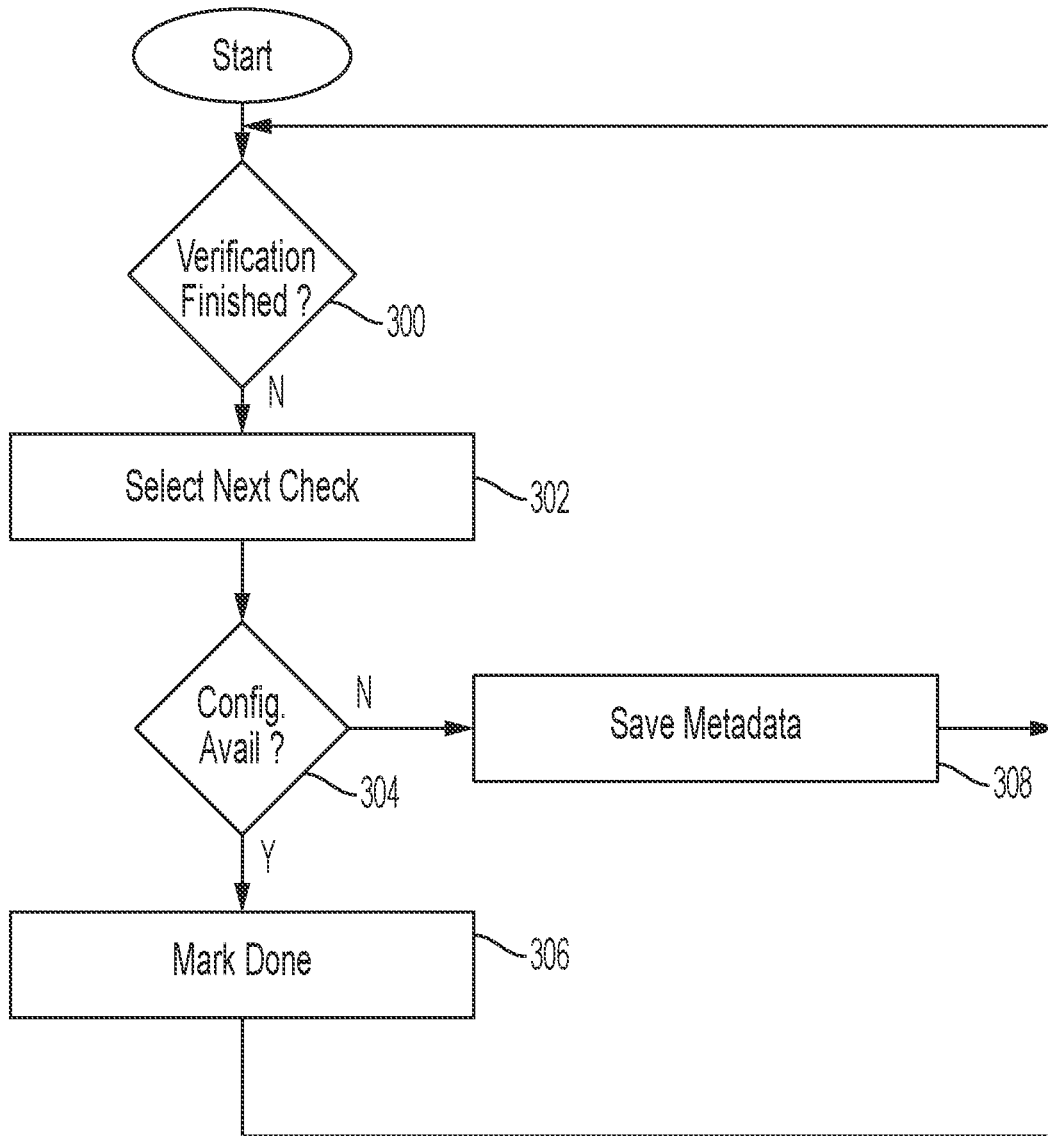 Start
Verification
Finished ?
300
N
Select Next Check
302
Config.
Avail ?
304
N
Save Metadata
308
Y
Mark Done
306